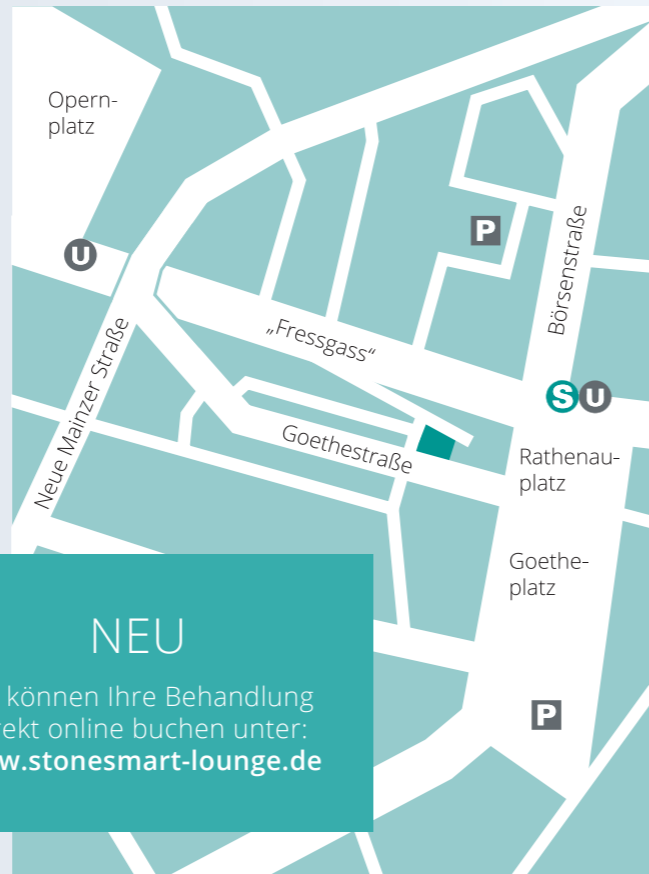 Opern-
platz
U
P
Börsenstraße
„Fressgass“
Neue Mainzer Straße
S U
Goethestraße
Rathenau-
platz
Goethe-
platz
P
NEU
können Ihre Behandlung
ekt online buchen unter:
w.stonesmart-lounge.de